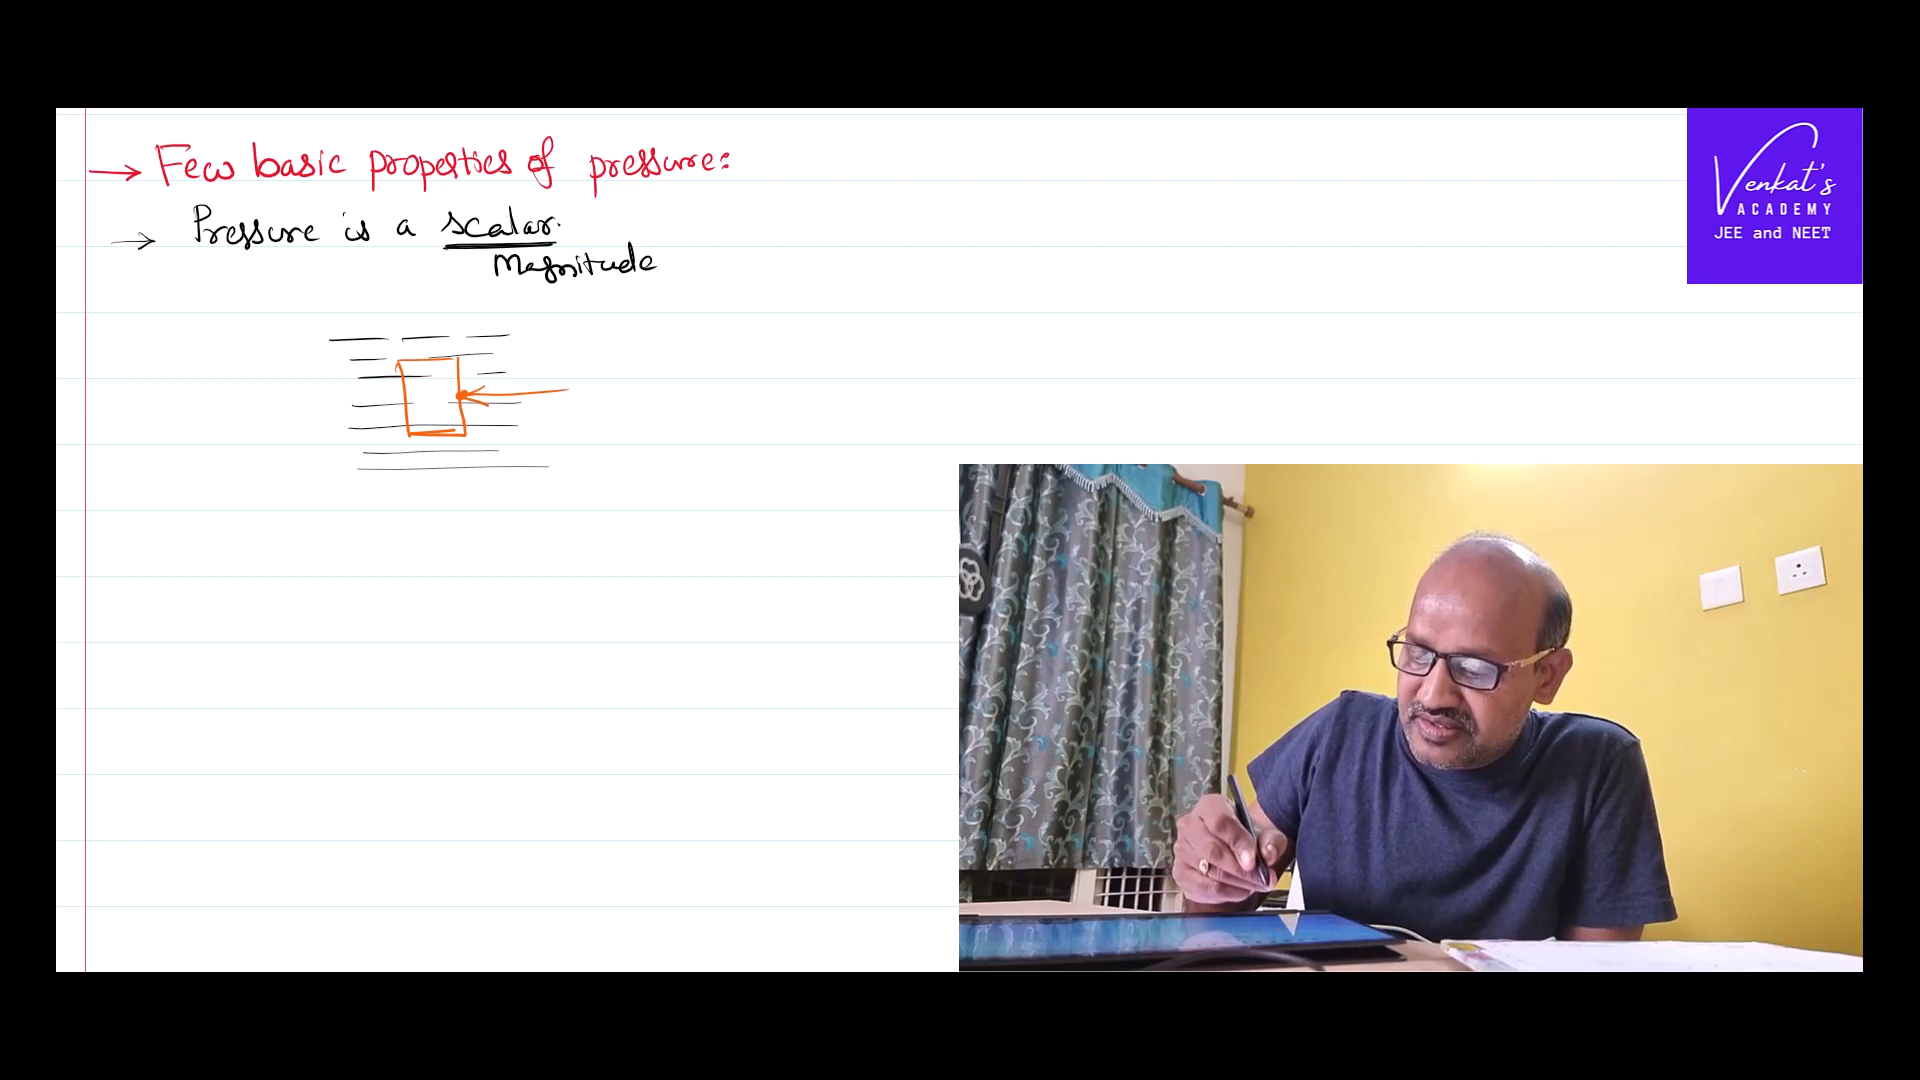 → Few basic properties of pressure:
→ Pressure is a scalar.
Magnitude
Venkat's
ACADEMY
JEE and NEET